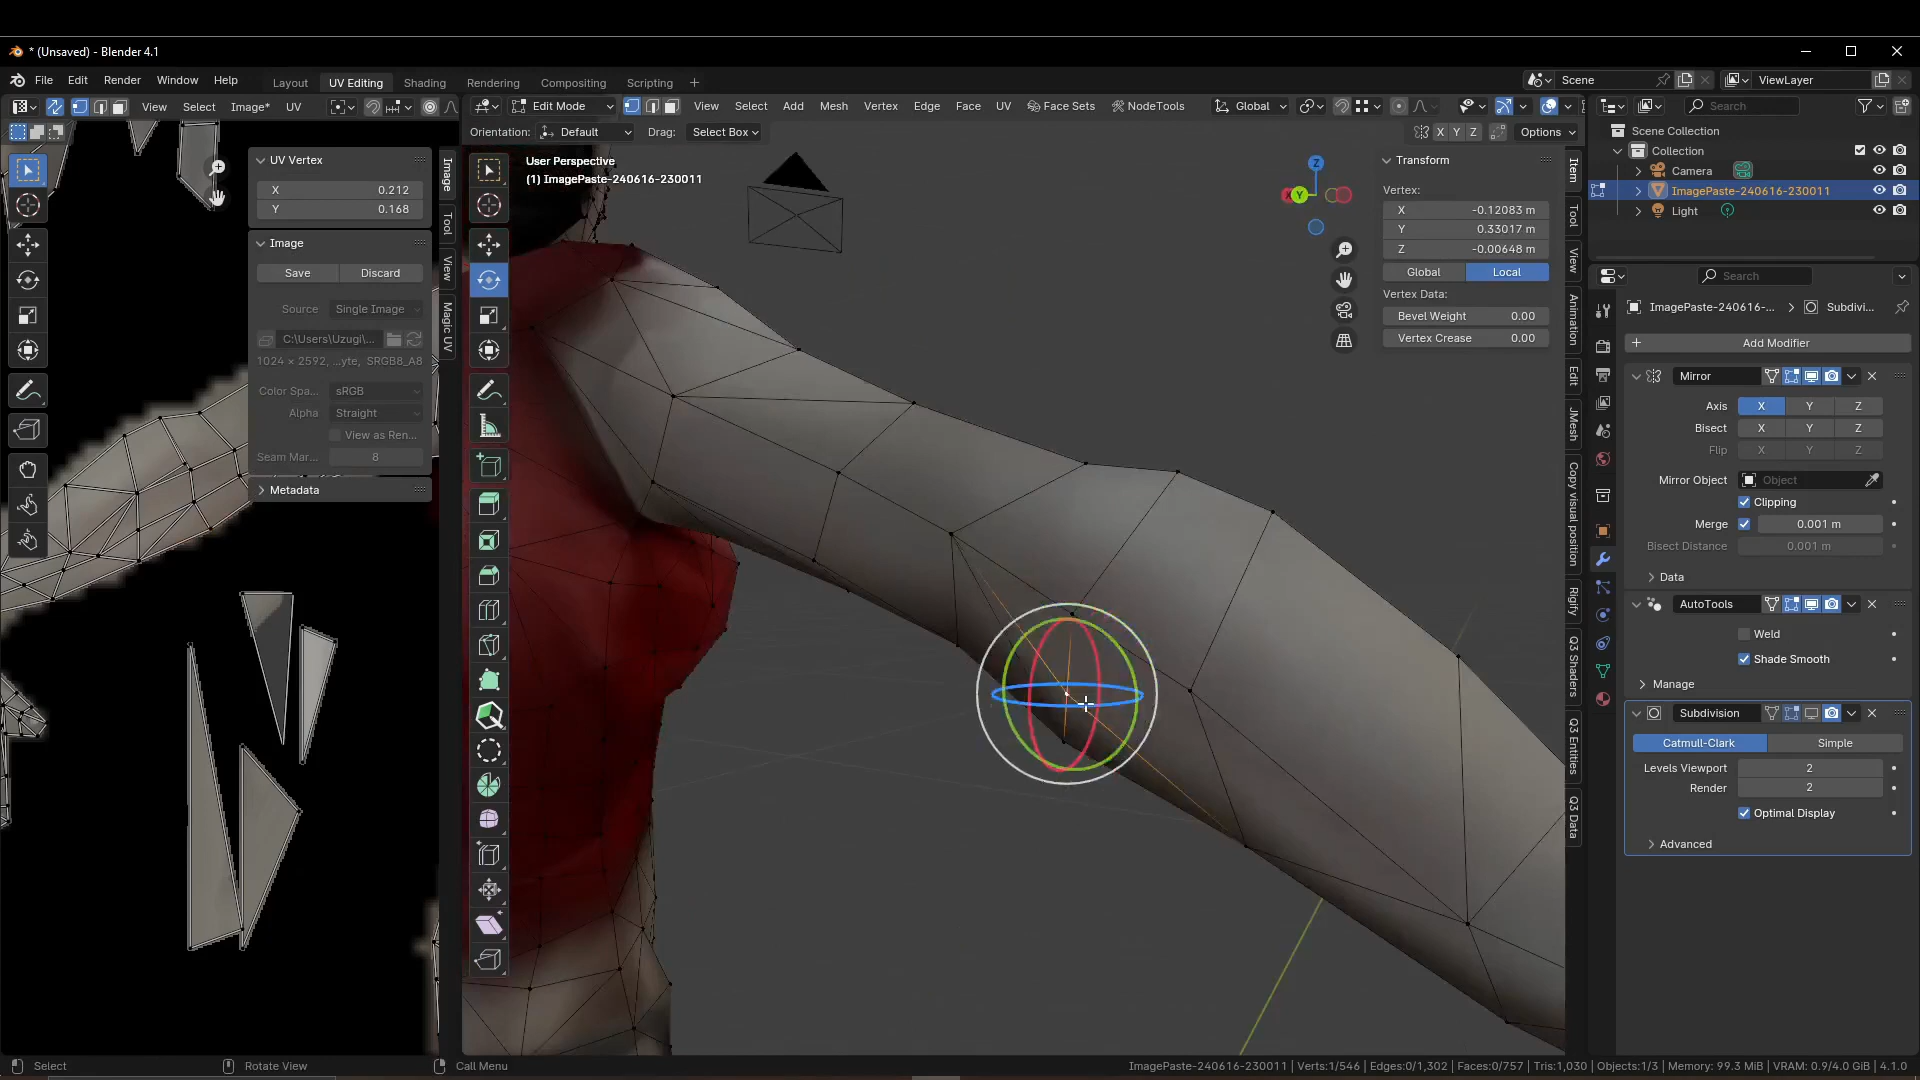 * (Unsaved) - Blender 4.1
File Edit Render Window Help
Layout UV Editing Shading Rendering Compositing Scripting +
Scene
ViewLayer
View Select Image* UV
Edit Mode
View Select Add Mesh Vertex Edge Face UV Face Sets NodeTools
Global
Search
Orientation: Default Drag: Select Box
X Y Z Options
User Perspective
(1) ImagePaste-240616-230011
UV Vertex
X 0.212
Y 0.168
Image
Save Discard
Source Single Image
C:\Users\Uzugi\...
1024 × 2592, ...yte, SRGB8_A8
Color Spa... sRGB
Alpha Straight
View as Ren...
Seam Mar... 8
Metadata
Image
Tool
View
Magic UV
Z
Y
X
Transform
Vertex:
X -0.12083 m
Y 0.33017 m
Z -0.00648 m
Global Local
Vertex Data:
Bevel Weight 0.00
Vertex Crease 0.00
Item
Tool
View
Animation
Edit
JMesh
Copy visual position
Rigify
Q3 Shaders
Q3 Entities
Q3 Data
Scene Collection
Collection
Camera
ImagePaste-240616-230011
Light
Search
ImagePaste-240616-... Subdivi...
+ Add Modifier
Mirror
Axis X Y Z
Bisect X Y Z
Flip X Y Z
Mirror Object Object
Clipping
Merge 0.001 m
Bisect Distance 0.001 m
Data
AutoTools
Weld
Shade Smooth
Manage
Subdivision
Catmull-Clark Simple
Levels Viewport 2
Render 2
Optimal Display
Advanced
Select
Rotate View
Call Menu
ImagePaste-240616-230011 | Verts:1/546 | Edges:0/1,302 | Faces:0/757 | Tris:1,030 | Objects:1/3 | Memory: 99.3 MiB | VRAM: 0.9/4.0 GiB | 4.1.0